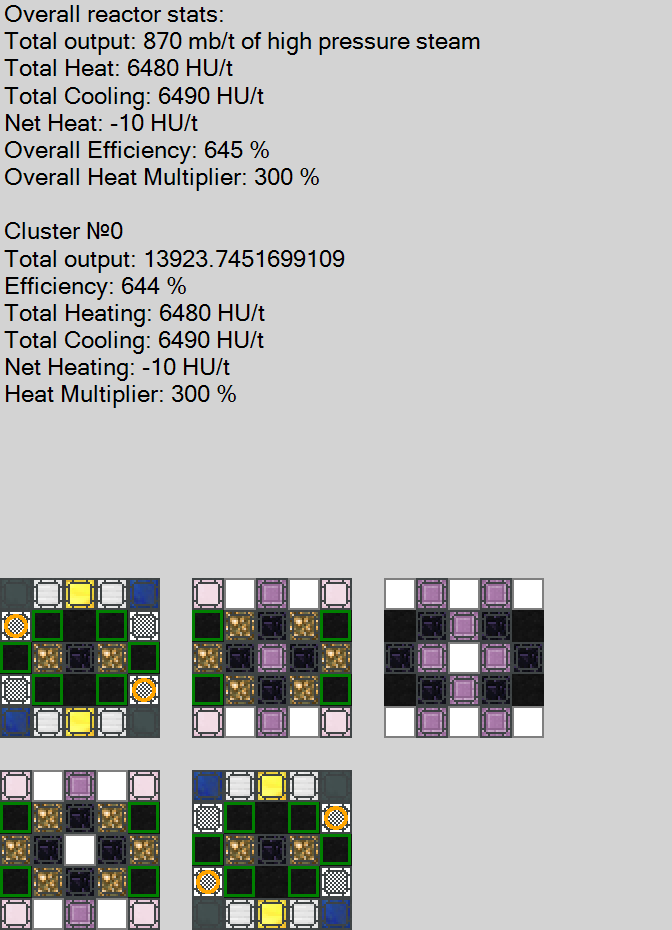 Overall reactor stats:
Total output: 870 mb/t of high pressure steam
Total Heat: 6480 HU/t
Total Cooling: 6490 HU/t
Net Heat: -10 HU/t
Overall Efficiency: 645 %
Overall Heat Multiplier: 300 %
Cluster №0
Total output: 13923.7451699109
Efficiency: 644 %
Total Heating: 6480 HU/t
Total Cooling: 6490 HU/t
Net Heating: -10 HU/t
Heat Multiplier: 300 %